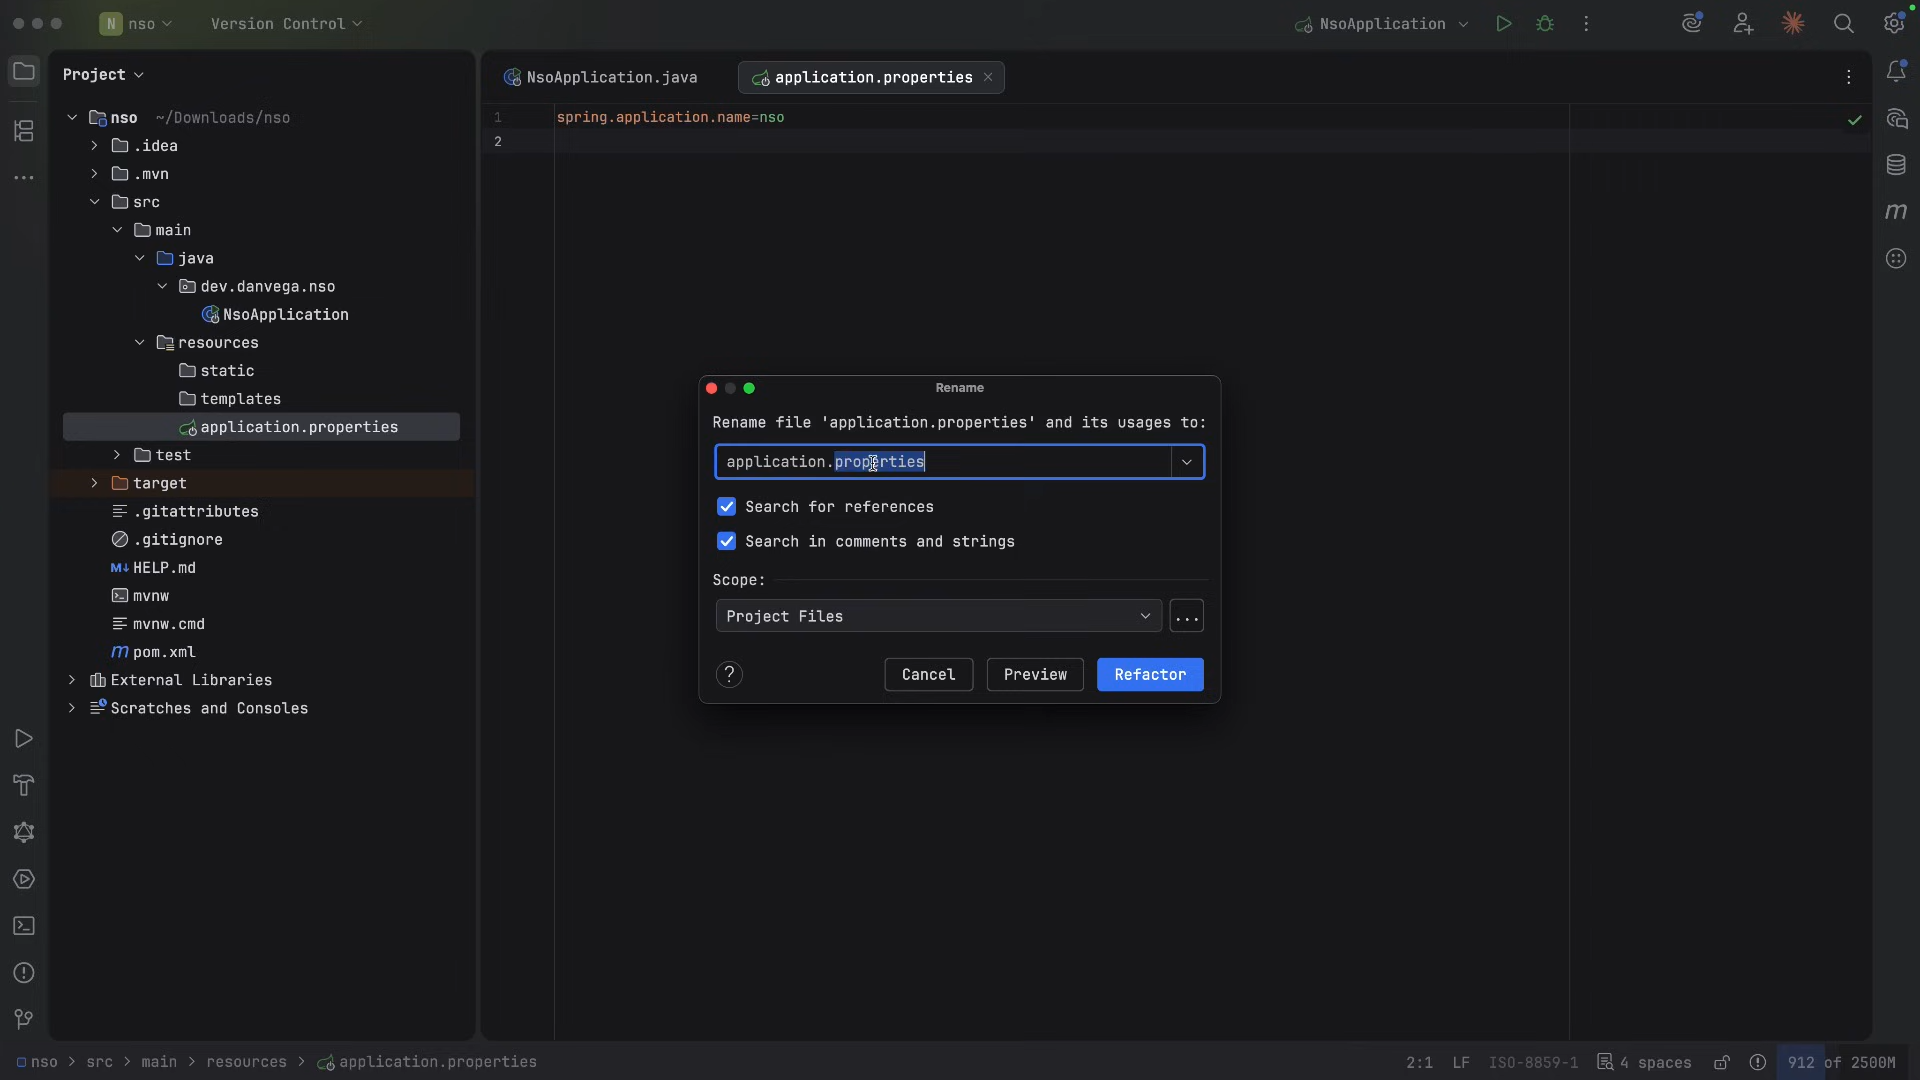 N nso
Version Control
NsoApplication
Project
NsoApplication.java
application.properties
nso ~/Downloads/nso
.idea
.mvn
src
main
java
dev.danvega.nso
NsoApplication
resources
static
templates
application.properties
test
target
.gitattributes
.gitignore
M↓ HELP.md
mvnw
mvnw.cmd
m pom.xml
External Libraries
Scratches and Consoles
1 spring.application.name=nso
2
Rename
Rename file 'application.properties' and its usages to:
application.properties
Search for references
Search in comments and strings
Scope:
Project Files
...
?
Cancel
Preview
Refactor
m
nso > src > main > resources > application.properties
2:1
LF
ISO-8859-1
4 spaces
912 of 2500M